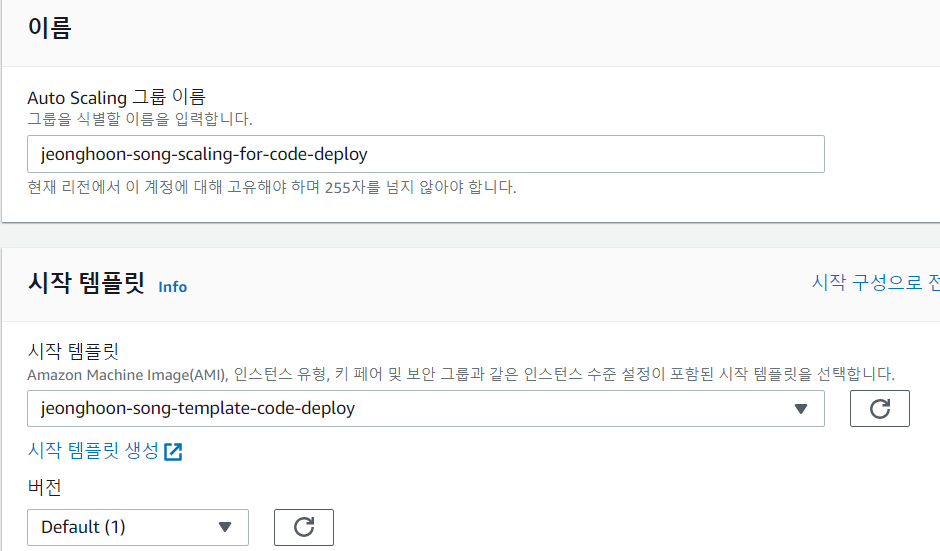 이름
Auto Scaling 그룹 이름
그룹을 식별할 이름을 입력합니다.
jeonghoon-song-scaling-for-code-deploy
현재 리전에서 이 계정에 대해 고유해야 하며 255자를 넘지 않아야 합니다.
시작 템플릿 Info
시작 구성으로 전
시작 템플릿
Amazon Machine Image(AMI), 인스턴스 유형, 키 페어 및 보안 그룹과 같은 인스턴스 수준 설정이 포함된 시작 템플릿을 선택합니다.
jeonghoon-song-template-code-deploy
시작 템플릿 생성
버전
Default (1)